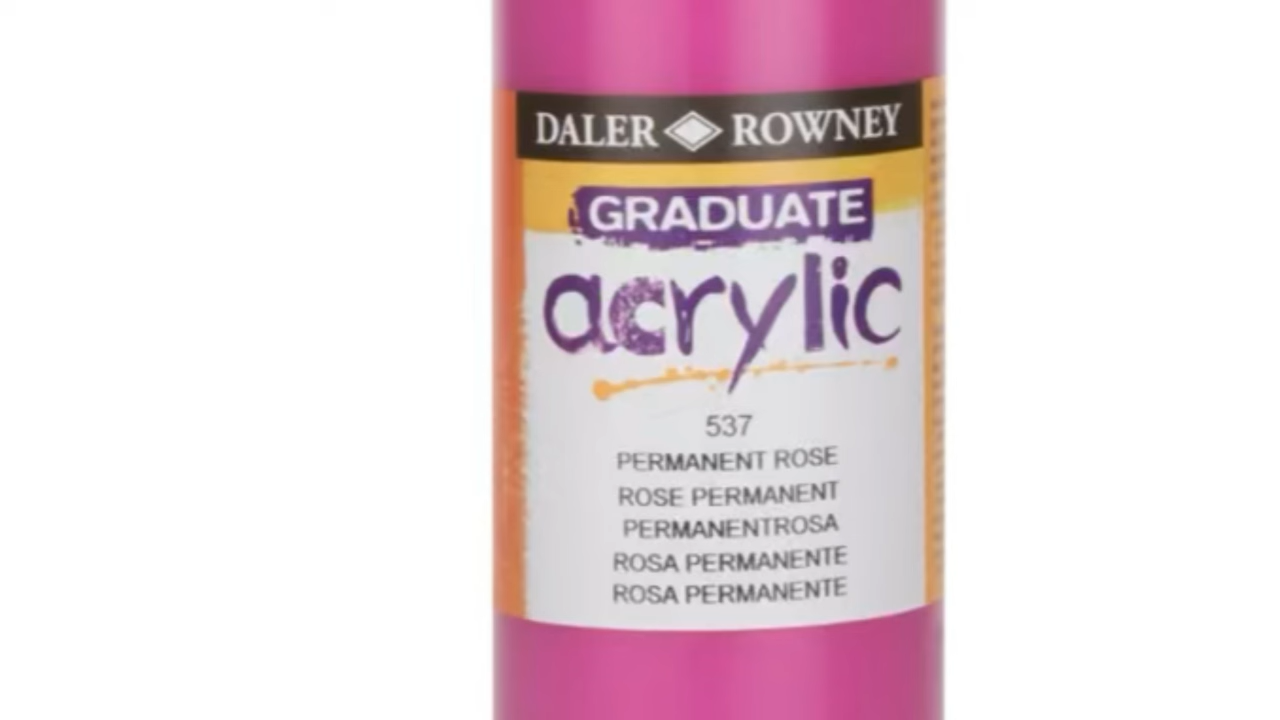 DALER ROWNEY
GRADUATE
acrylic
537
PERMANENT ROSE
ROSE PERMANENT
PERMANENTROSA
ROSA PERMANENTE
ROSA PERMANENTE